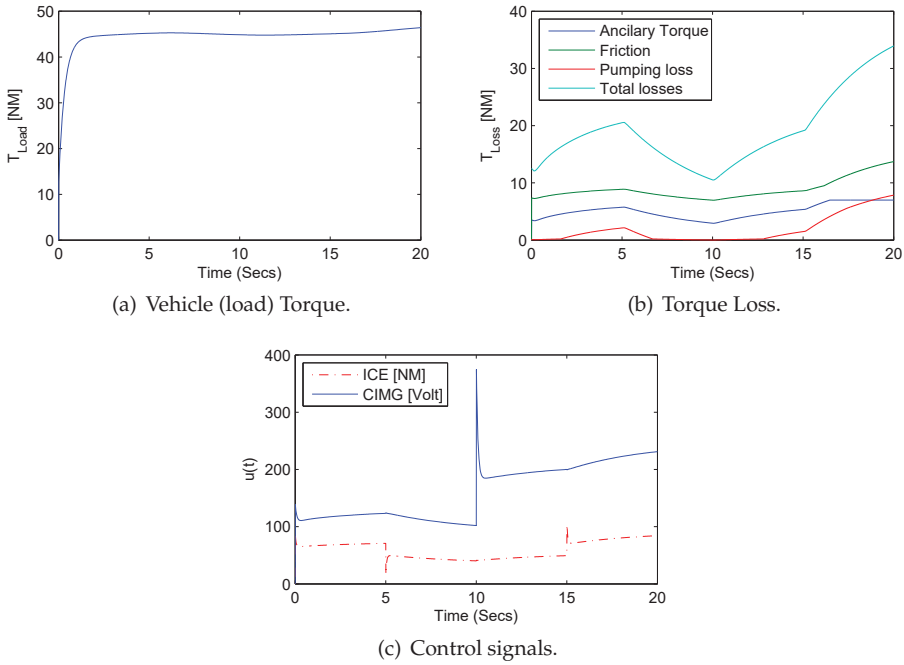 50
40
30
20
10
0
T_Load [NM]
0 5 10 15 20
Time (Secs)
(a) Vehicle (load) Torque.
40
30
20
10
0
T_Loss [NM]
Ancilary Torque
Friction
Pumping loss
Total losses
0 5 10 15 20
Time (Secs)
(b) Torque Loss.
400
300
200
100
0
u(t)
ICE [NM]
CIMG [Volt]
0 5 10 15 20
Time (Secs)
(c) Control signals.